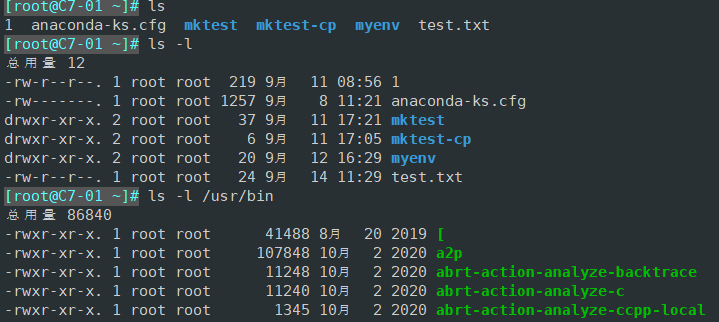 [root@C7-01 ~]# ls
1 anaconda-ks.cfg mktest mktest-cp myenv test.txt
[root@C7-01 ~]# ls -l
总用量 12
-rw-r--r--. 1 root root 219 9月 11 08:56 1
-rw-------. 1 root root 1257 9月 8 11:21 anaconda-ks.cfg
drwxr-xr-x. 2 root root 37 9月 11 17:21 mktest
drwxr-xr-x. 2 root root 6 9月 11 17:05 mktest-cp
drwxr-xr-x. 2 root root 20 9月 12 16:29 myenv
-rw-r--r--. 1 root root 24 9月 14 11:29 test.txt
[root@C7-01 ~]# ls -l /usr/bin
总用量 86840
-rwxr-xr-x. 1 root root 41488 8月 20 2019 [
-rwxr-xr-x. 1 root root 107848 10月 2 2020 a2p
-rwxr-xr-x. 1 root root 11248 10月 2 2020 abrt-action-analyze-backtrace
-rwxr-xr-x. 1 root root 11240 10月 2 2020 abrt-action-analyze-c
-rwxr-xr-x. 1 root root 1345 10月 2 2020 abrt-action-analyze-ccpp-local